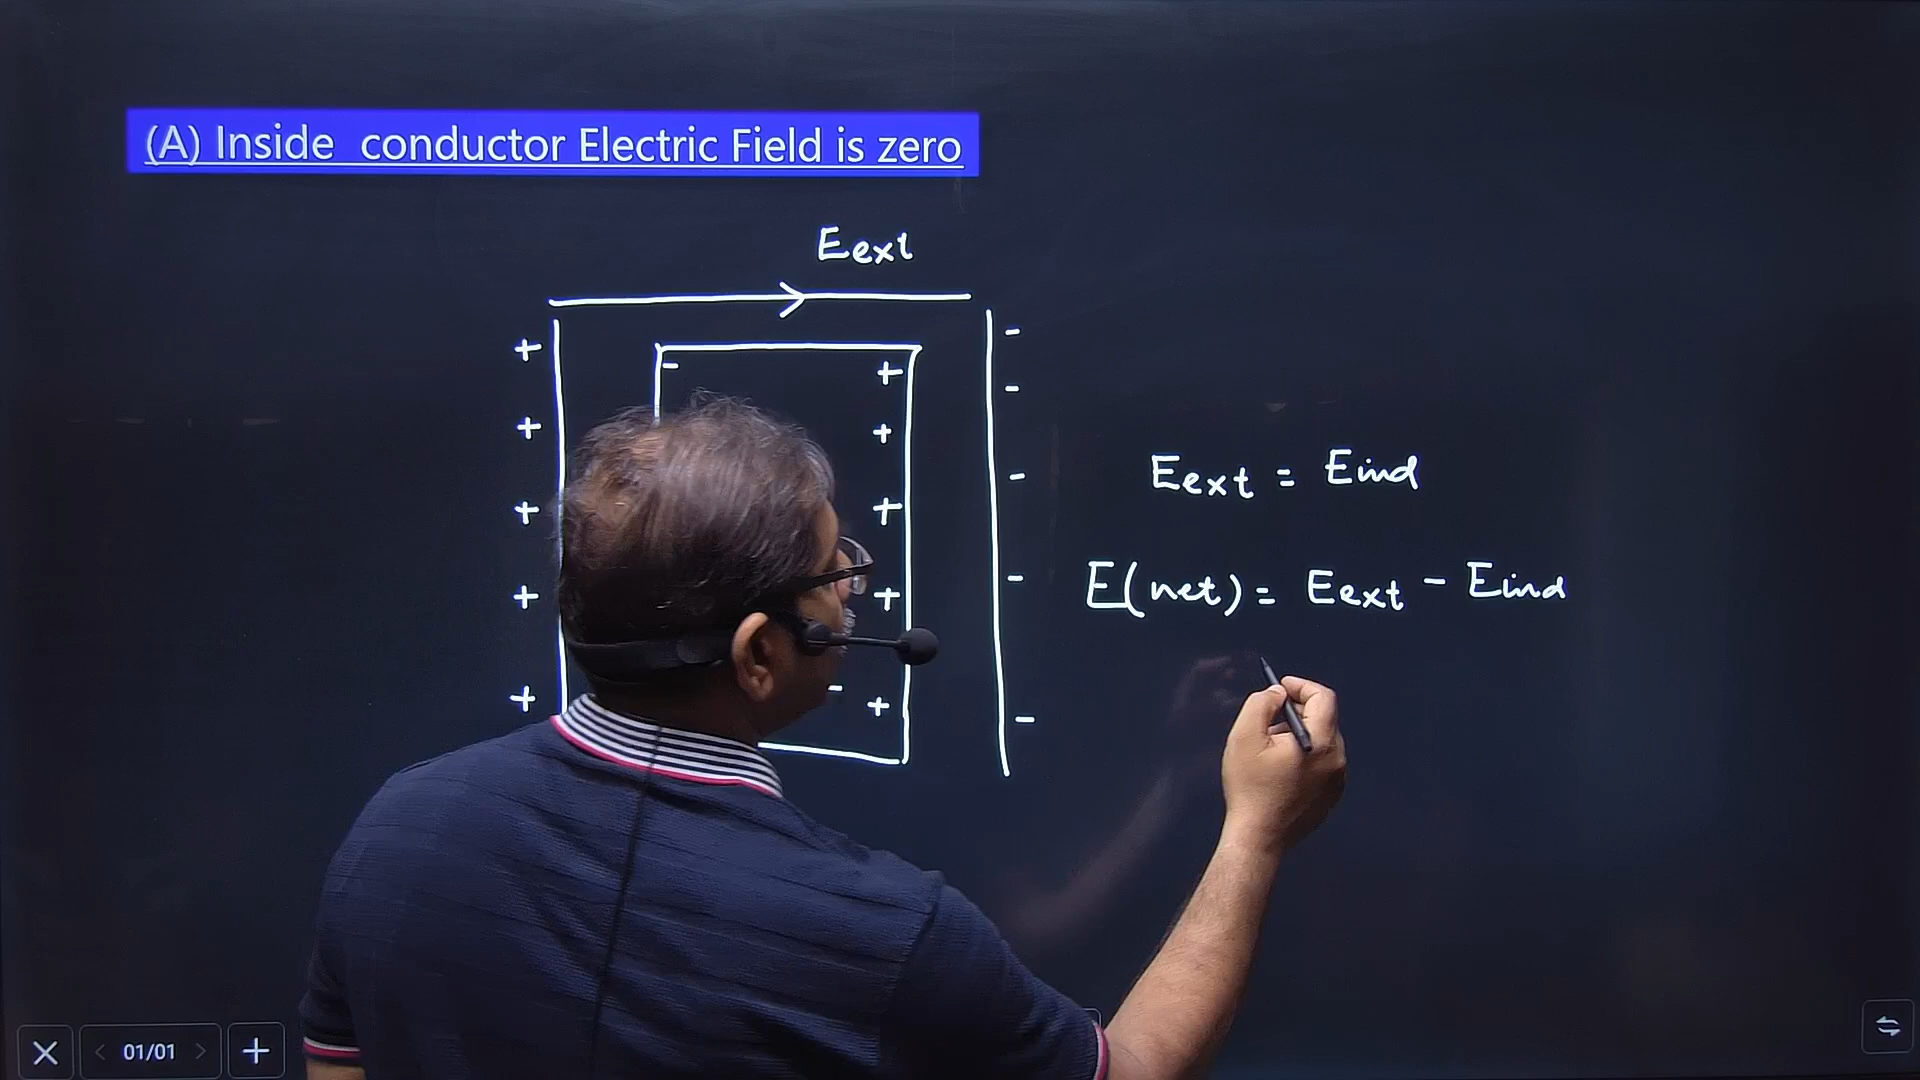 (A) Inside conductor Electric Field is zero
Eext
+ -
- +
+ + -
+ + -
+ + -
- +
+ -
Eext = Eind
E(net) = Eext - Eind
01/01